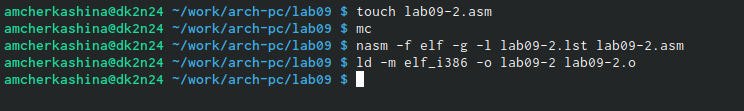 amcherkashina@dk2n24 ~/work/arch-pc/lab09 $ touch lab09-2.asm
amcherkashina@dk2n24 ~/work/arch-pc/lab09 $ mc
amcherkashina@dk2n24 ~/work/arch-pc/lab09 $ nasm -f elf -g -l lab09-2.lst lab09-2.asm
amcherkashina@dk2n24 ~/work/arch-pc/lab09 $ ld -m elf_i386 -o lab09-2 lab09-2.o
amcherkashina@dk2n24 ~/work/arch-pc/lab09 $